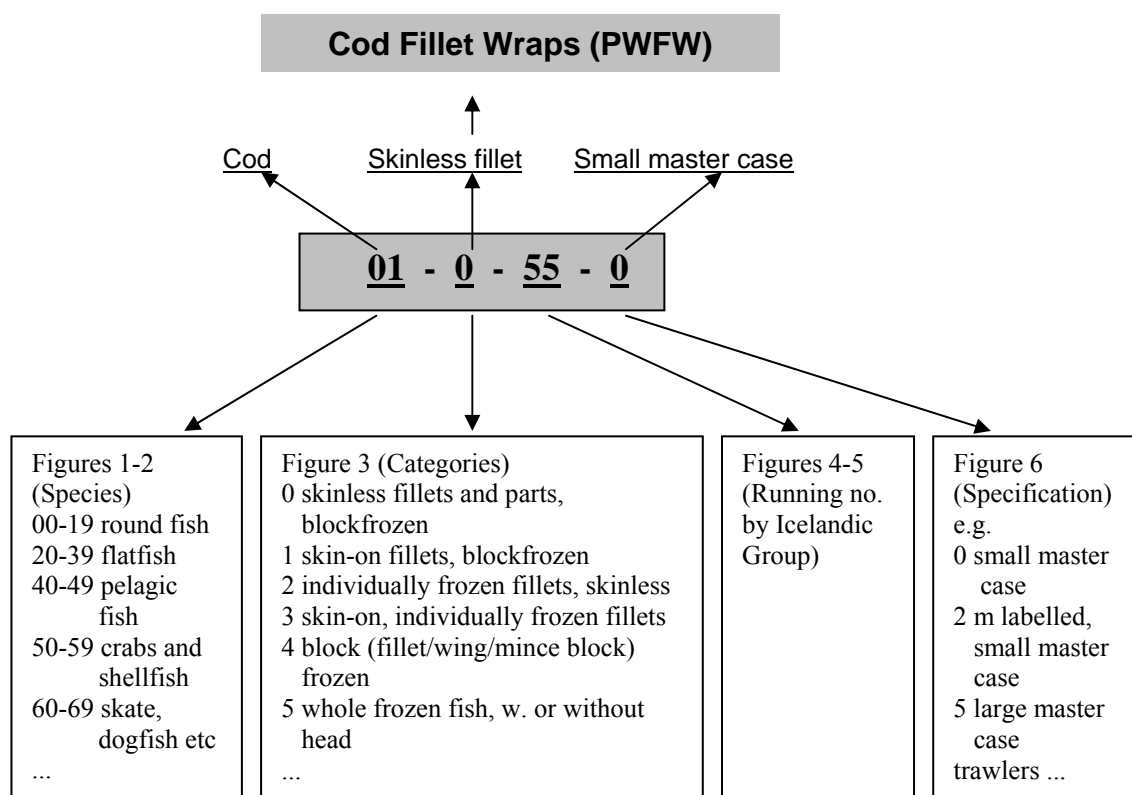 Cod Fillet Wraps (PWFW)
Cod
Skinless fillet
Small master case
01 - 0 - 55 - 0
Figures 1-2
(Species)
00-19 round fish
20-39 flatfish
40-49 pelagic
fish
50-59 crabs and
shellfish
60-69 skate,
dogfish etc
...
Figure 3 (Categories)
0 skinless fillets and parts,
blockfrozen
1 skin-on fillets, blockfrozen
2 individually frozen fillets, skinless
3 skin-on, individually frozen fillets
4 block (fillet/wing/mince block)
frozen
5 whole frozen fish, w. or without
head
...
Figures 4-5
(Running no.
by Icelandic
Group)
Figure 6
(Specification)
e.g.
0 small master
case
2 m labelled,
small master
case
5 large master
case
trawlers ...